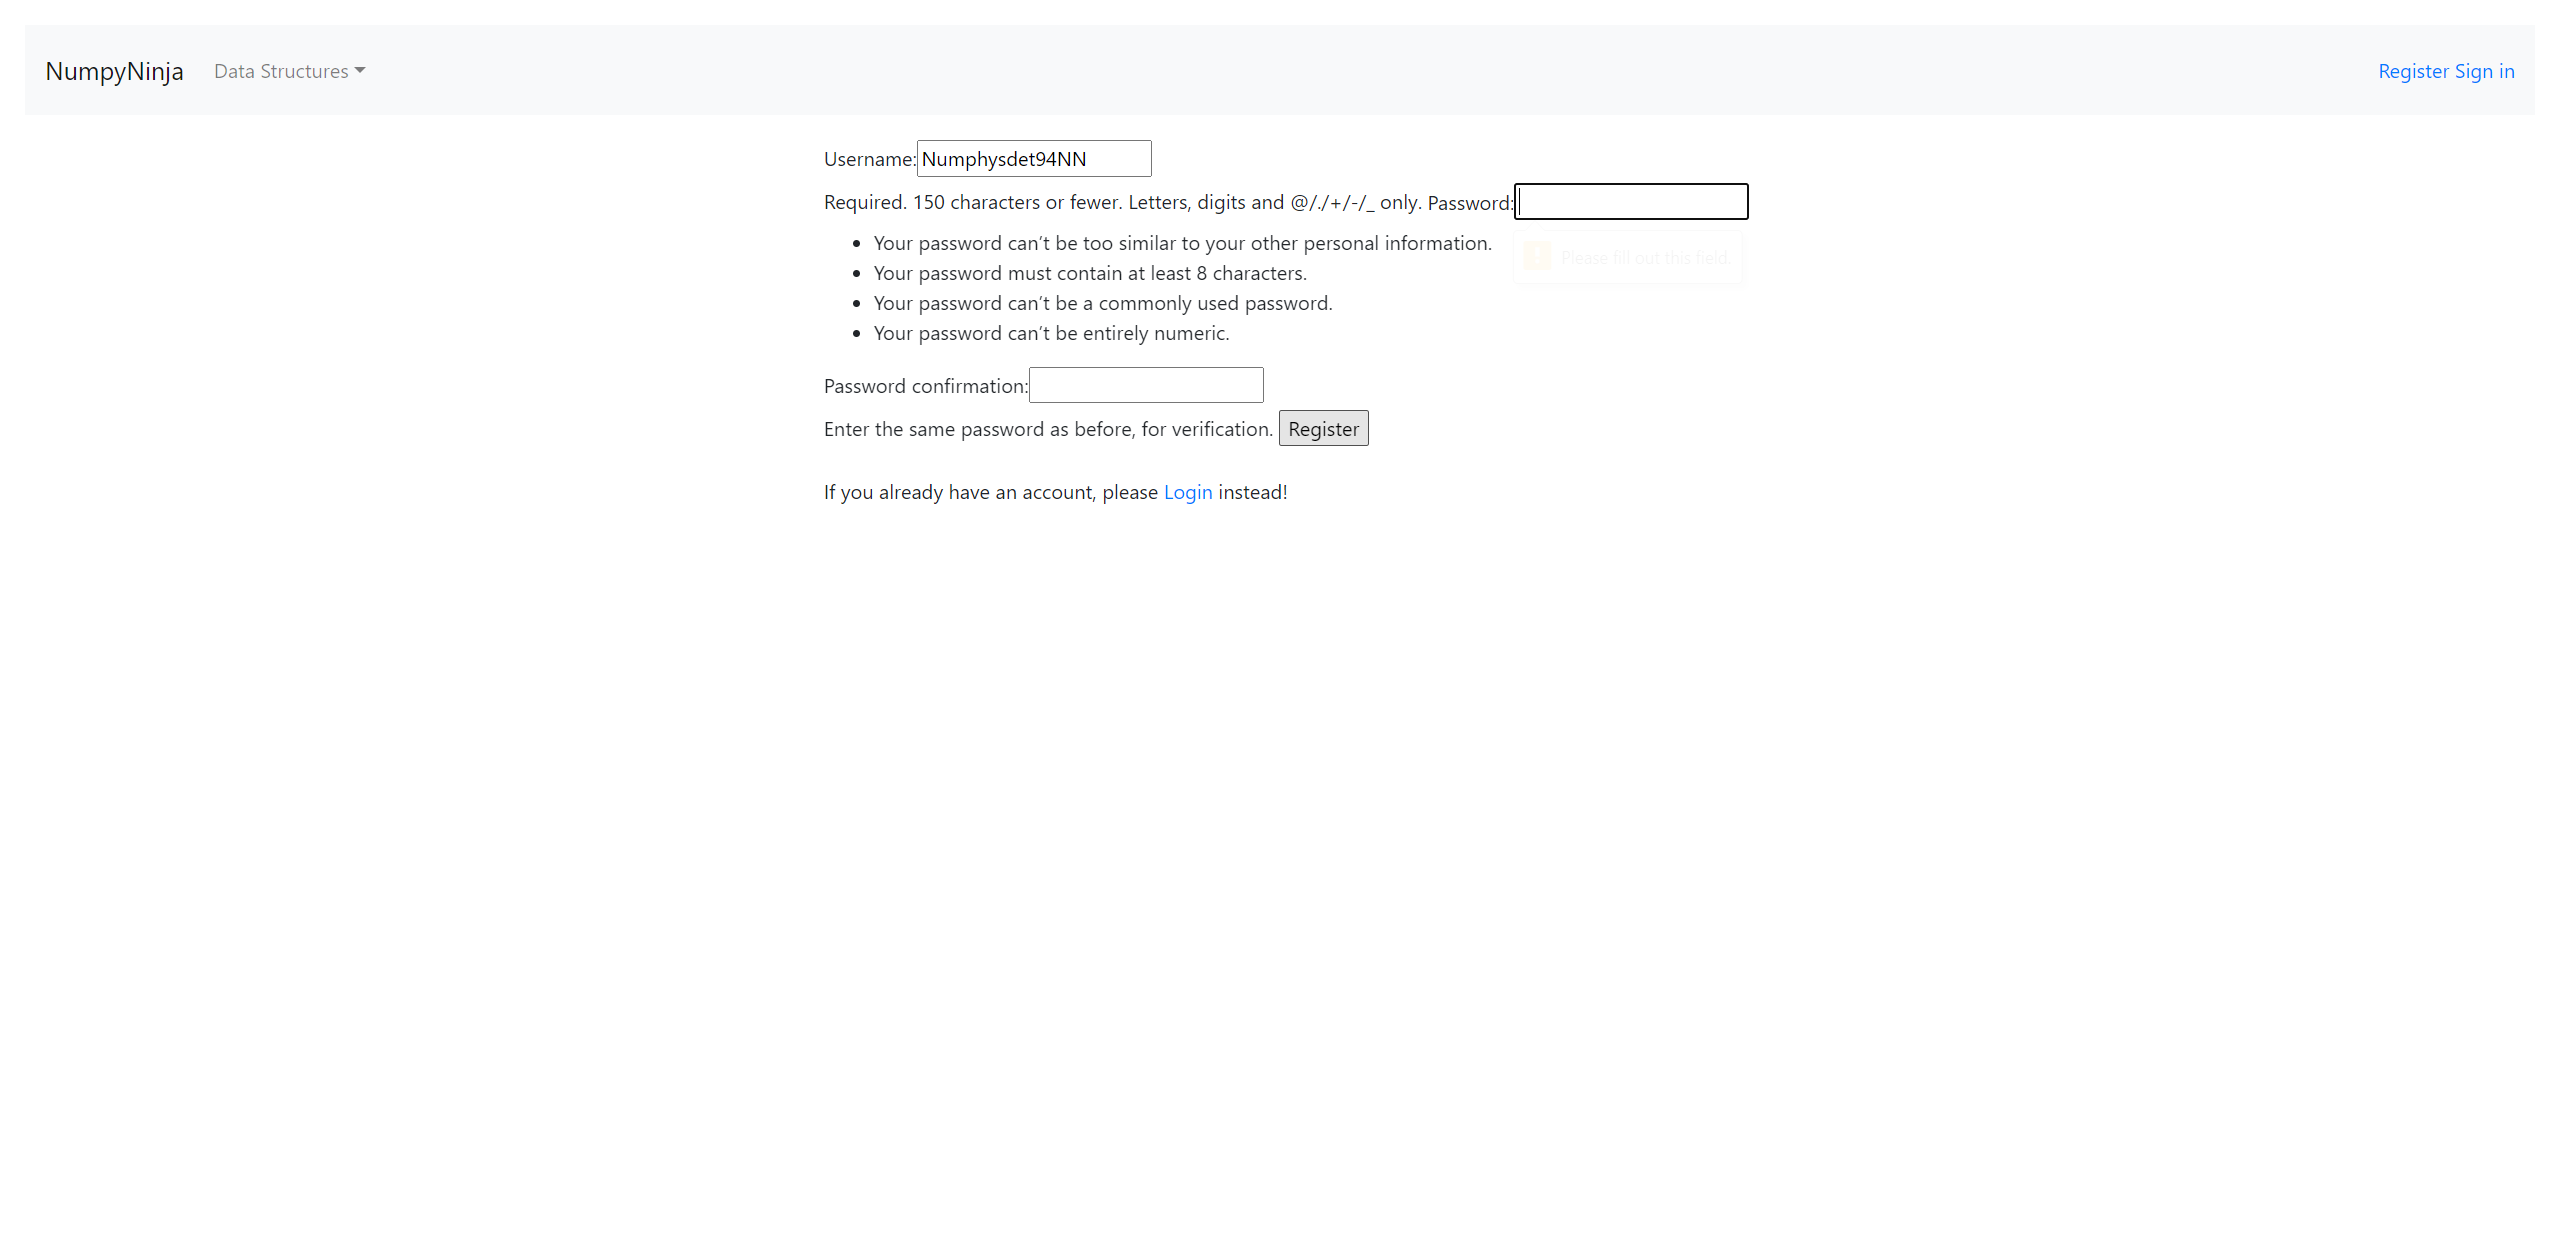 NumpyNinja Data Structures Register Sign in
Username: Numphysdet94NN
Required. 150 characters or fewer. Letters, digits and @/./+/-/_ only. Password:
Your password can’t be too similar to your other personal information.
Please fill out this field.
Your password must contain at least 8 characters.
Your password can’t be a commonly used password.
Your password can’t be entirely numeric.
Password confirmation:
Enter the same password as before, for verification. Register
If you already have an account, please Login instead!